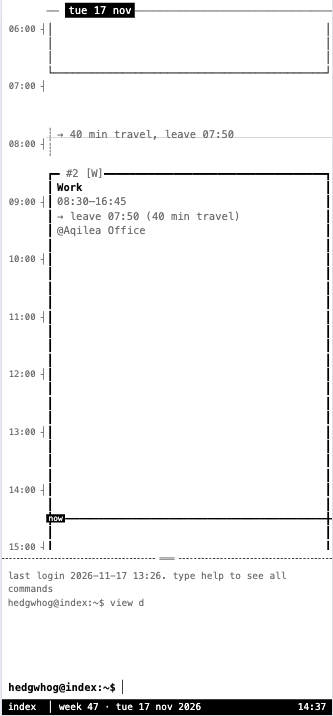 tue 17 nov
06:00
07:00
→ 40 min travel, leave 07:50
08:00
#2 [W]
Work
09:00
08:30–16:45
→ leave 07:50 (40 min travel)
@Aqilea Office
10:00
11:00
12:00
13:00
14:00
now
15:00
last login 2026-11-17 13:26. type help to see all
commands
hedgwhog@index:~$ view d
hedgwhog@index:~$
index │ week 47 · tue 17 nov 2026 14:37